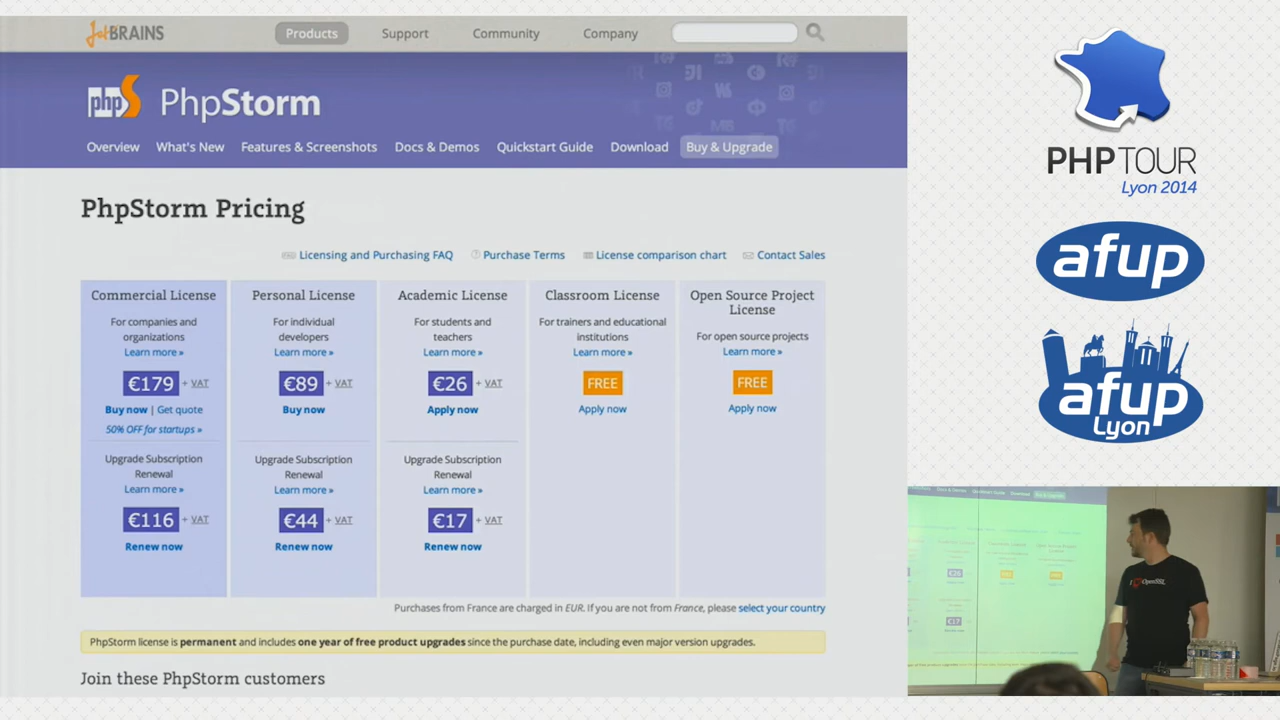 JetBRAINS
Products
Support
Community
Company
php
PhpStorm
Overview
What's New
Features & Screenshots
Docs & Demos
Quickstart Guide
Download
Buy & Upgrade
PhpStorm Pricing
Licensing and Purchasing FAQ
Purchase Terms
License comparison chart
Contact Sales
Commercial License
For companies and
organizations
Learn more »
€179 + VAT
Buy now | Get quote
50% OFF for startups »
Upgrade Subscription
Renewal
Learn more »
€116 + VAT
Renew now
Personal License
For individual
developers
Learn more »
€89 + VAT
Buy now
Upgrade Subscription
Renewal
Learn more »
€44 + VAT
Renew now
Academic License
For students and
teachers
Learn more »
€26 + VAT
Apply now
Upgrade Subscription
Renewal
Learn more »
€17 + VAT
Renew now
Classroom License
For trainers and educational
institutions
Learn more »
FREE
Apply now
Open Source Project
License
For open source projects
Learn more »
FREE
Apply now
Purchases from France are charged in EUR. If you are not from France, please select your country
PhpStorm license is permanent and includes one year of free product upgrades since the purchase date, including even major version upgrades.
Join these PhpStorm customers
PHPTOUR
Lyon 2014
afup
afup
Lyon
OpenSSL